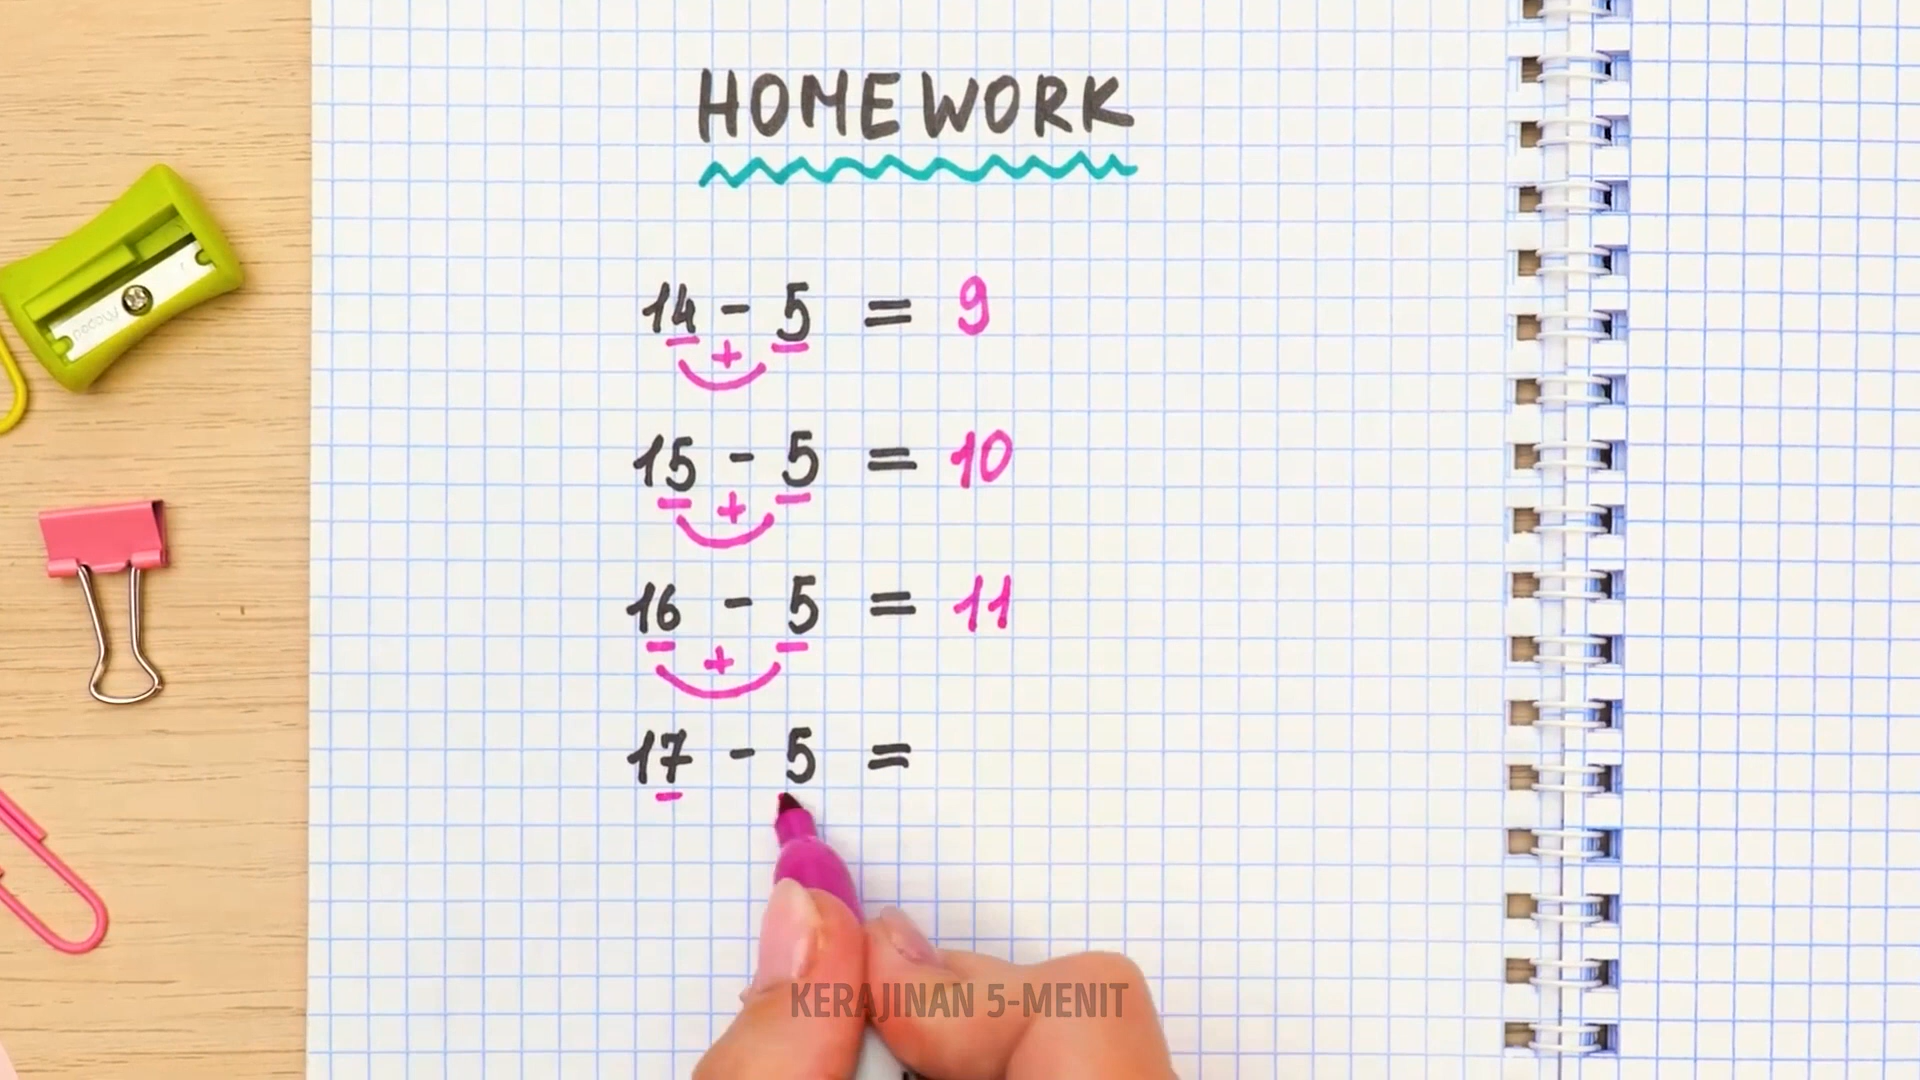 HOMEWORK
14 - 5 = 9
+
15 - 5 = 10
+
16 - 5 = 11
+
17 - 5 =
KERAJINAN 5-MENIT